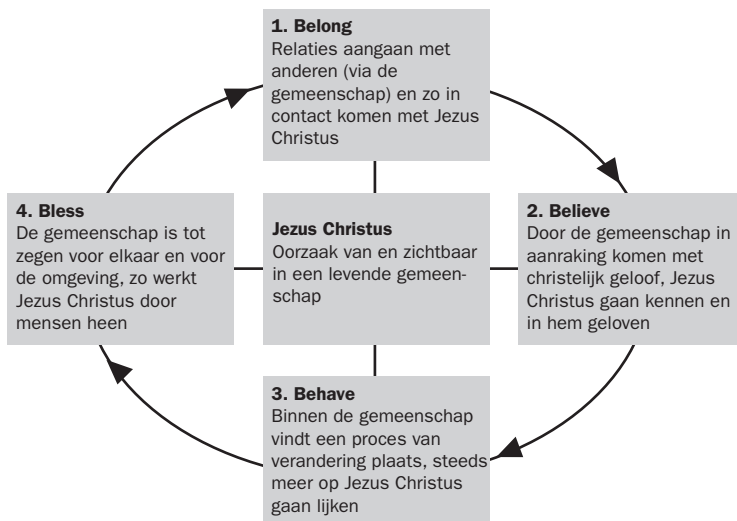 1. Belong
Relaties aangaan met
anderen (via de
gemeenschap) en zo in
contact komen met Jezus
Christus
4. Bless
De gemeenschap is tot
zegen voor elkaar en voor
de omgeving, zo werkt
Jezus Christus door
mensen heen
Jezus Christus
Oorzaak van en zichtbaar
in een levende gemeen-
schap
2. Believe
Door de gemeenschap in
aanraking komen met
christelijk geloof, Jezus
Christus gaan kennen en
in hem geloven
3. Behave
Binnen de gemeenschap
vindt een proces van
verandering plaats, steeds
meer op Jezus Christus
gaan lijken